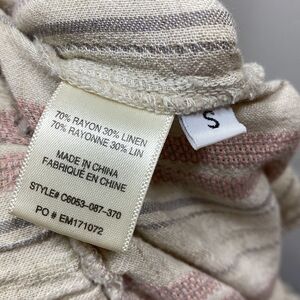 70% RAYON 30% LINEN
70% RAYONNE 30% LIN
MADE IN CHINA
FABRIQUÉ EN CHINE
STYLE# C6053-087-370
PO # EM171072
S